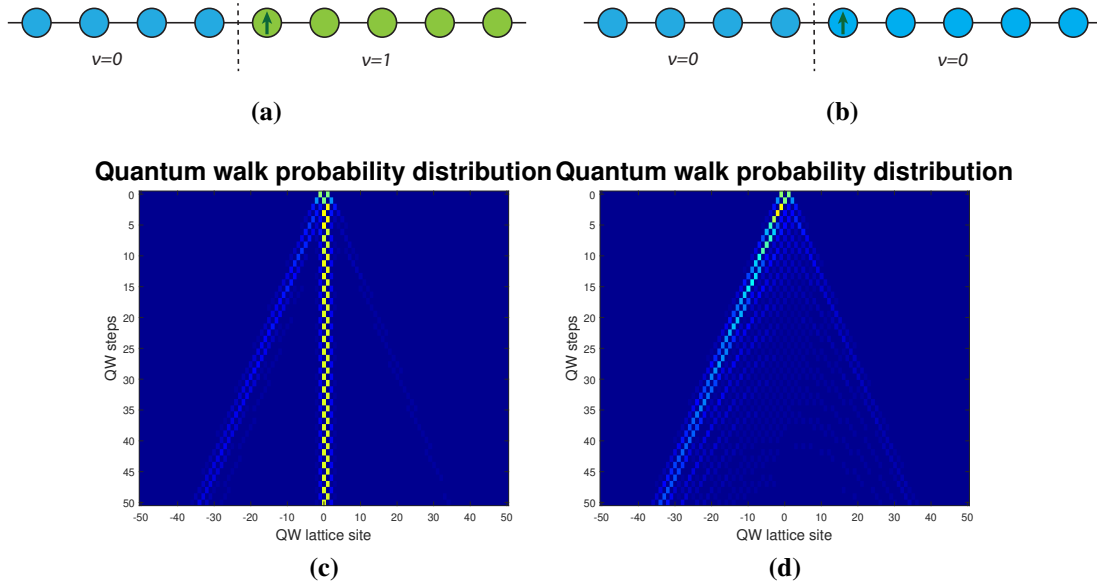 ν=0 ν=1 ν=0 ν=0
(a) (b)
Quantum walk probability distribution Quantum walk probability distribution
0
5
10
15
20
25
30
35
40
45
50
QW steps
-50 -40 -30 -20 -10 0 10 20 30 40 50
QW lattice site
0
5
10
15
20
25
30
35
40
45
50
QW steps
-50 -40 -30 -20 -10 0 10 20 30 40 50
QW lattice site
(c) (d)